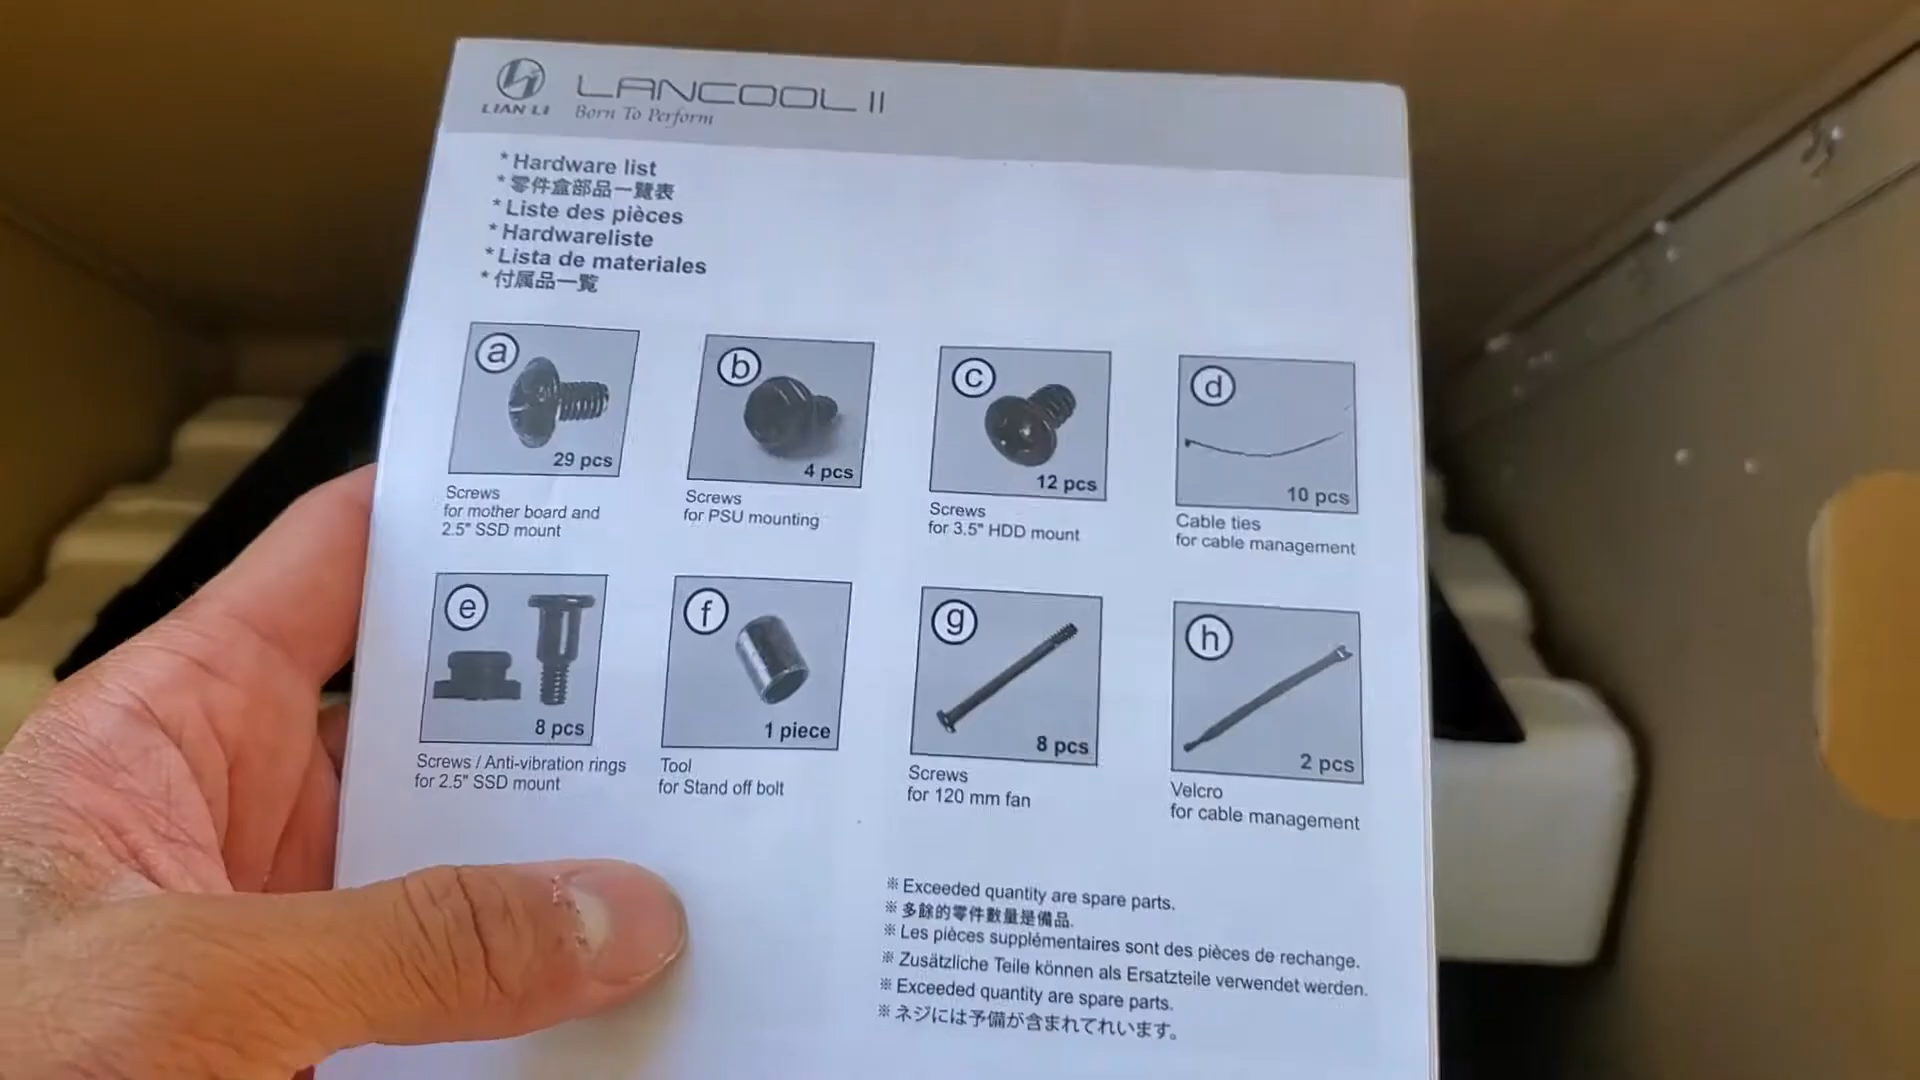 LIAN LI
LANCOOL II
Born To Perform
* Hardware list
* 零件盒部品一覽表
* Liste des pièces
* Hardwareliste
* Lista de materiales
* 付属品一覧
a
29 pcs
Screws
for mother board and
2.5" SSD mount
b
4 pcs
Screws
for PSU mounting
c
12 pcs
Screws
for 3.5" HDD mount
d
10 pcs
Cable ties
for cable management
e
8 pcs
Screws / Anti-vibration rings
for 2.5" SSD mount
f
1 piece
Tool
for Stand off bolt
g
8 pcs
Screws
for 120 mm fan
h
2 pcs
Velcro
for cable management
※ Exceeded quantity are spare parts.
※ 多餘的零件數量是備品.
※ Les pièces supplémentaires sont des pièces de rechange.
※ Zusätzliche Teile können als Ersatzteile verwendet werden.
※ Exceeded quantity are spare parts.
※ ネジには予備が含まれてれいます。